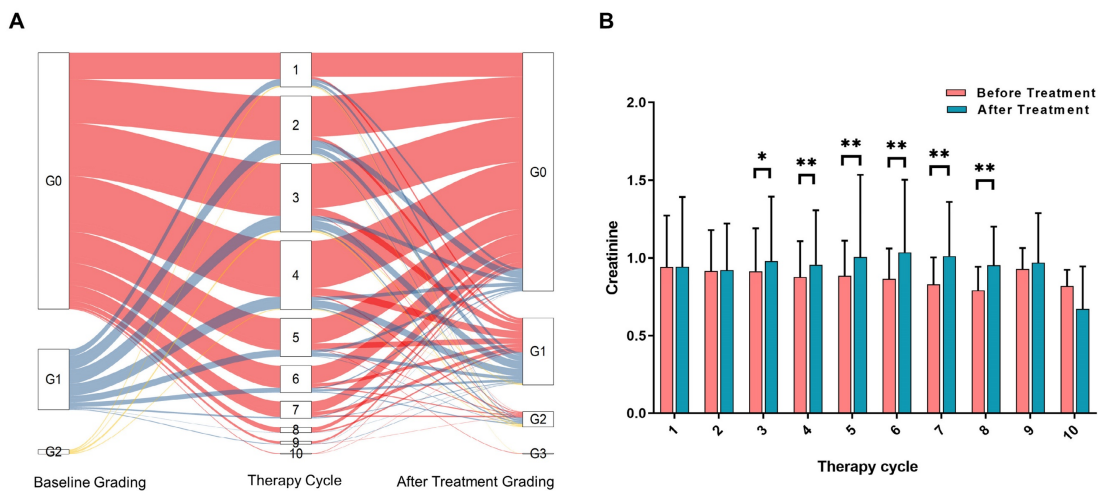 A
G0
G1
G2
1
2
3
4
5
6
7
8
9
10
G0
G1
G2
G3
Baseline Grading
Therapy Cycle
After Treatment Grading
B
Before Treatment
After Treatment
Creatinine
2.0
1.5
1.0
0.5
0.0
*
**
**
**
**
**
1 2 3 4 5 6 7 8 9 10
Therapy cycle